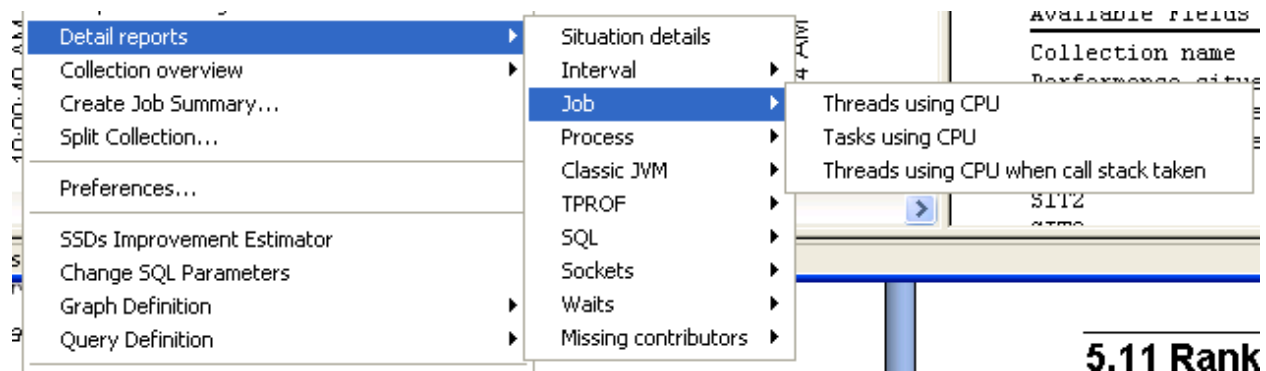 Available Fields
Detail reports
Situation details
Collection overview
Interval
Collection name
Create Job Summary...
Job
Threads using CPU
Split Collection...
Process
Tasks using CPU
Classic JVM
Threads using CPU when call stack taken
Preferences...
TPROF
SIT2
SSDs Improvement Estimator
SQL
Change SQL Parameters
Sockets
Graph Definition
Waits
Query Definition
Missing contributors
5.11 Rank